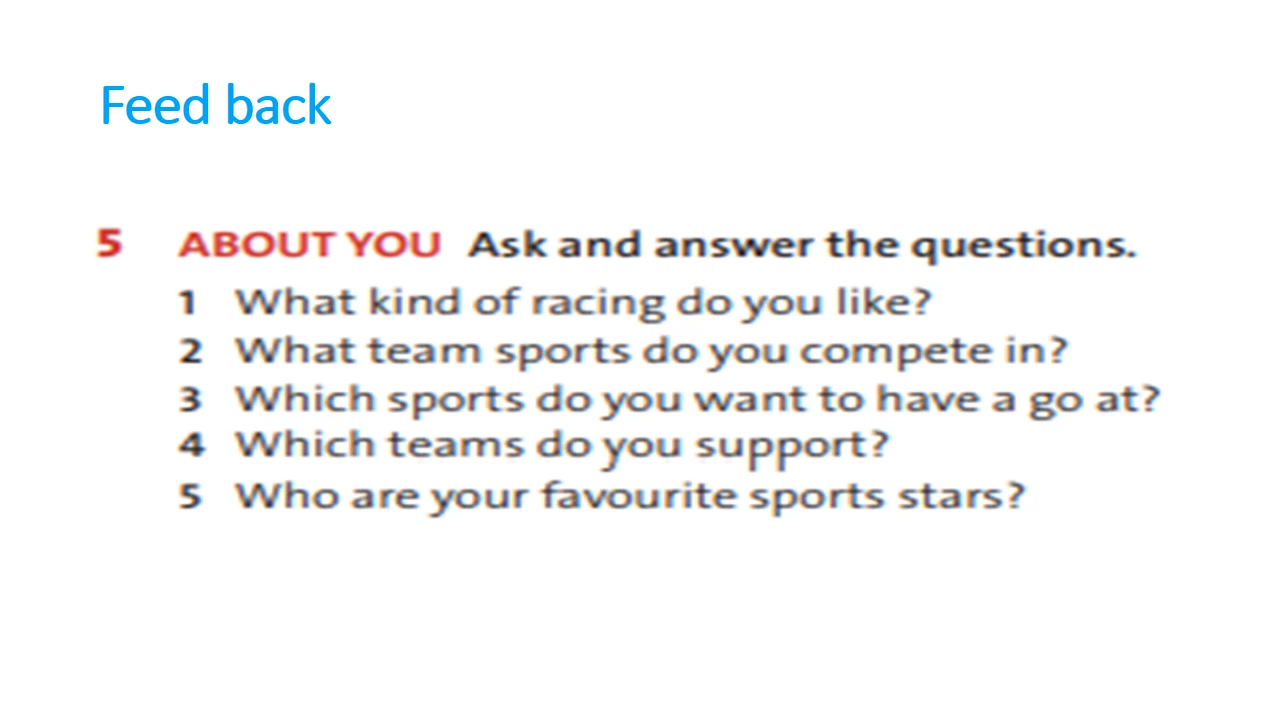 Feed back
5 ABOUT YOU Ask and answer the questions.
1 What kind of racing do you like?
2 What team sports do you compete in?
3 Which sports do you want to have a go at?
4 Which teams do you support?
5 Who are your favourite sports stars?